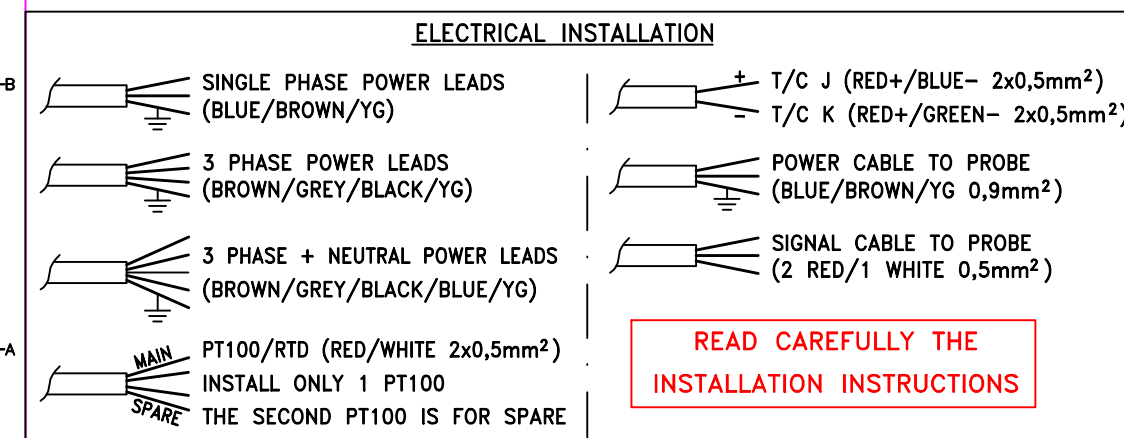 ELECTRICAL INSTALLATION
B
SINGLE PHASE POWER LEADS
(BLUE/BROWN/YG)
3 PHASE POWER LEADS
(BROWN/GREY/BLACK/YG)
3 PHASE + NEUTRAL POWER LEADS
(BROWN/GREY/BLACK/BLUE/YG)
A
MAIN
PT100/RTD (RED/WHITE 2x0,5mm²)
INSTALL ONLY 1 PT100
SPARE
THE SECOND PT100 IS FOR SPARE
+
T/C J (RED+/BLUE- 2x0,5mm²)
-
T/C K (RED+/GREEN- 2x0,5mm²)
POWER CABLE TO PROBE
(BLUE/BROWN/YG 0,9mm²)
SIGNAL CABLE TO PROBE
(2 RED/1 WHITE 0,5mm²)
READ CAREFULLY THE
INSTALLATION INSTRUCTIONS